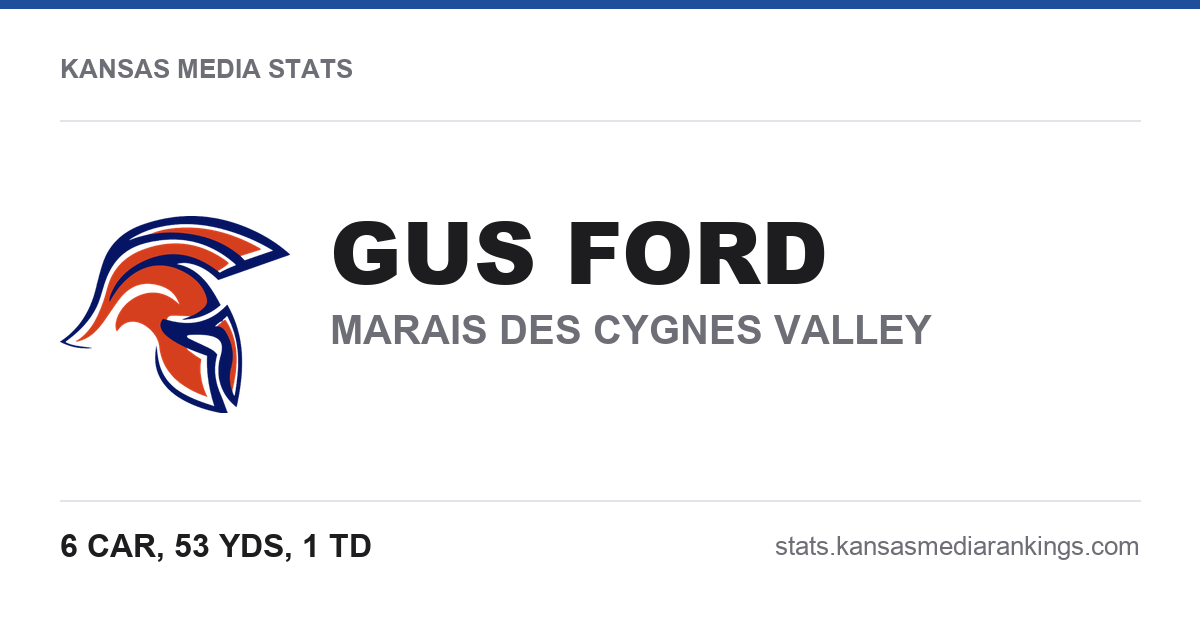 KANSAS MEDIA STATS
GUS FORD
MARAIS DES CYGNES VALLEY
6 CAR, 53 YDS, 1 TD
stats.kansasmediarankings.com